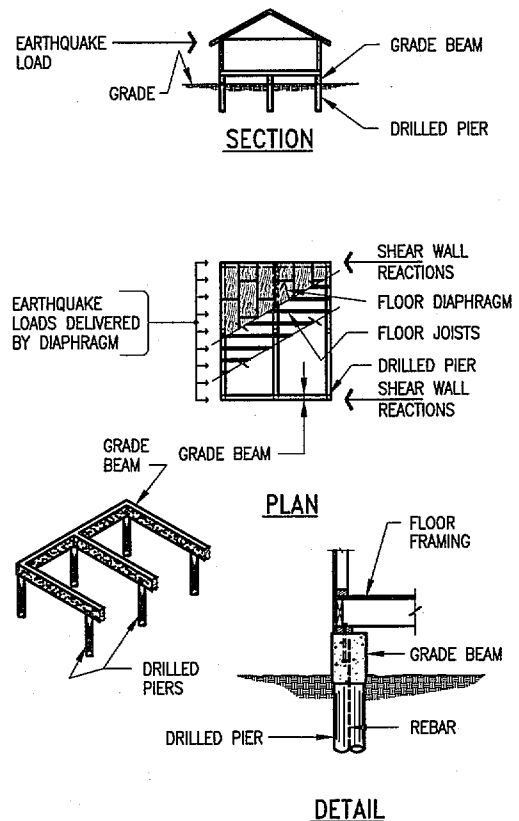 EARTHQUAKE
LOAD
GRADE BEAM
GRADE
DRILLED PIER
SECTION
SHEAR WALL
REACTIONS
EARTHQUAKE
LOADS DELIVERED
BY DIAPHRAGM
FLOOR DIAPHRAGM
FLOOR JOISTS
DRILLED PIER
SHEAR WALL
REACTIONS
GRADE
BEAM
GRADE BEAM
PLAN
FLOOR
FRAMING
GRADE BEAM
DRILLED
PIERS
DRILLED PIER
REBAR
DETAIL